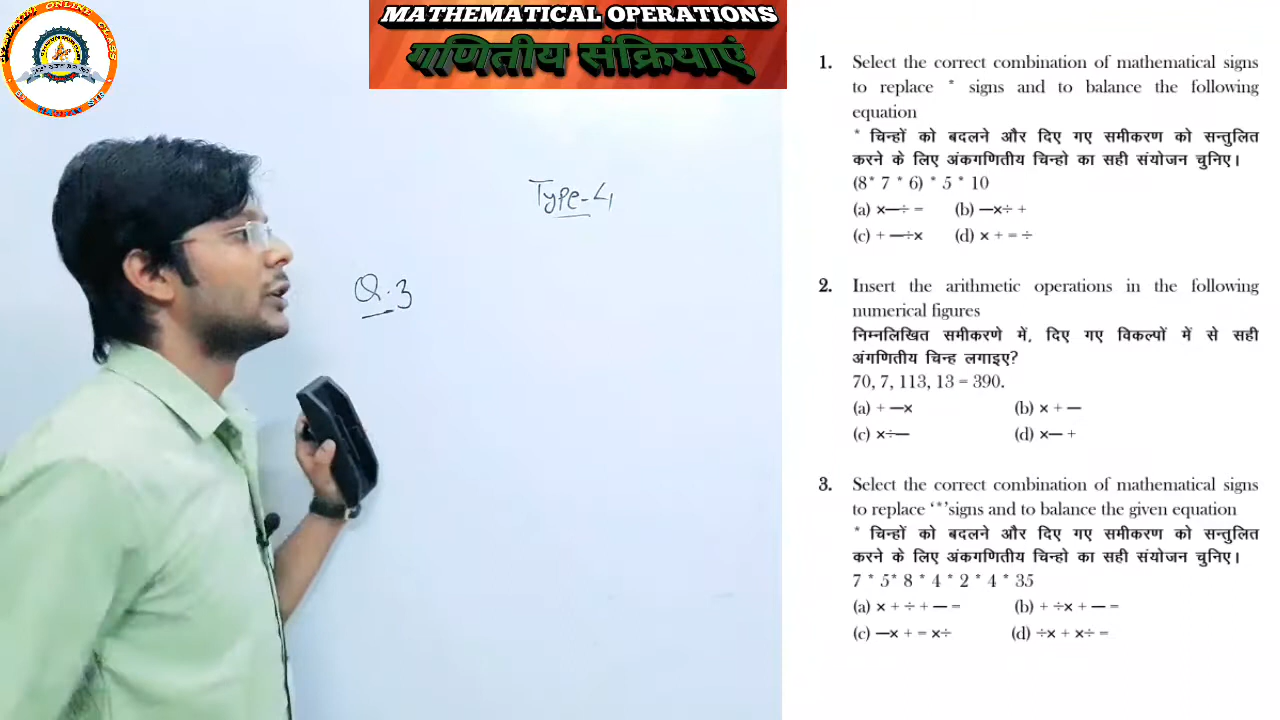 MATHEMATICAL OPERATIONS
गणितीय संक्रियाएं
Type-4
Q.3
1. Select the correct combination of mathematical signs
to replace * signs and to balance the following
equation
* चिन्हों को बदलने और दिए गए समीकरण को सन्तुलित
करने के लिए अंकगणितीय चिन्हो का सही संयोजन चुनिए।
(8* 7 * 6) * 5 * 10
(a) ×—÷ = (b) —×÷ +
(c) + —÷× (d) × + = ÷
2. Insert the arithmetic operations in the following
numerical figures
निम्नलिखित समीकरणे में, दिए गए विकल्पों में से सही
अंगणितीय चिन्ह लगाइए?
70, 7, 113, 13 = 390.
(a) + —× (b) × + —
(c) ×÷— (d) ×— +
3. Select the correct combination of mathematical signs
to replace ‘*’signs and to balance the given equation
* चिन्हों को बदलने और दिए गए समीकरण को सन्तुलित
करने के लिए अंकगणितीय चिन्हो का सही संयोजन चुनिए।
7 * 5* 8 * 4 * 2 * 4 * 35
(a) × + ÷ + — = (b) + ÷× + — =
(c) —× + = ×÷ (d) ÷× + ×÷ =